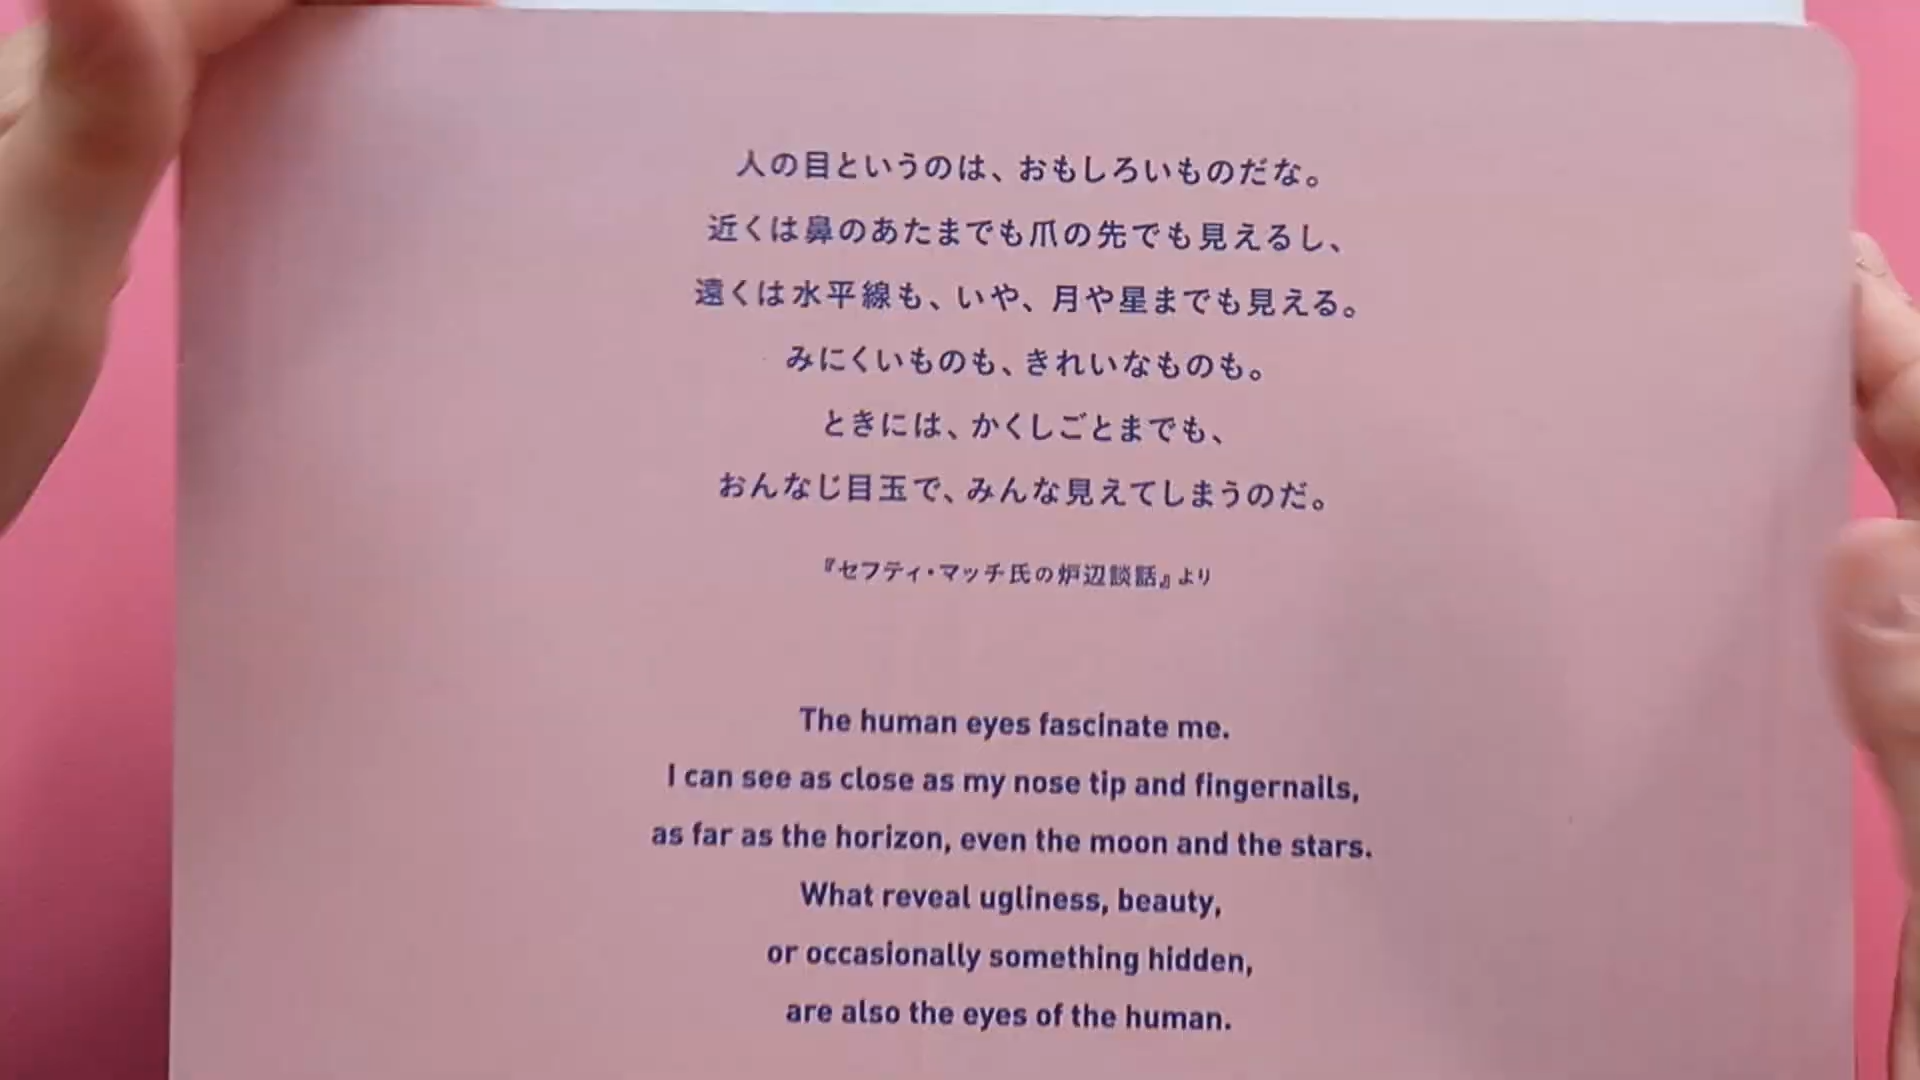 人の目というのは、おもしろいものだな。
近くは鼻のあたまでも爪の先でも見えるし、
遠くは水平線も、いや、月や星までも見える。
みにくいものも、きれいなものも。
ときには、かくしごとまでも、
おんなじ目玉で、みんな見えてしまうのだ。
『セフティ・マッチ氏の炉辺談話』より
The human eyes fascinate me.
I can see as close as my nose tip and fingernails,
as far as the horizon, even the moon and the stars.
What reveal ugliness, beauty,
or occasionally something hidden,
are also the eyes of the human.